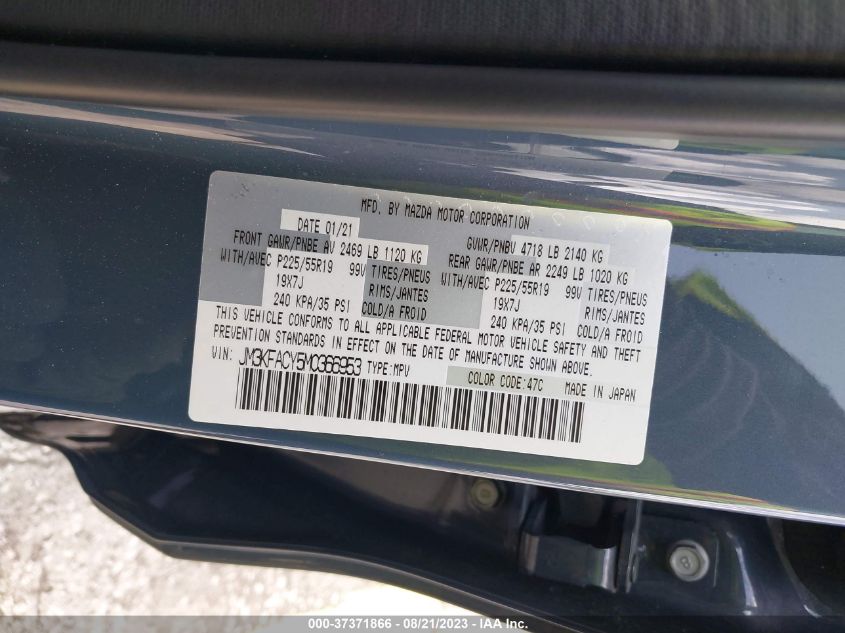 MFD. BY MAZDA MOTOR CORPORATION
DATE 01/21
GVWR/PNBV 4718 LB 2140 KG
FRONT GAWR/PNBE AV 2469 LB 1120 KG
REAR GAWR/PNBE AR 2249 LB 1020 KG
WITH/AVEC P225/55R19 99V TIRES/PNEUS
WITH/AVEC P225/55R19 99V TIRES/PNEUS
19X7J RIMS/JANTES
19X7J RIMS/JANTES
240 KPA/35 PSI COLD/A FROID
240 KPA/35 PSI COLD/A FROID
THIS VEHICLE CONFORMS TO ALL APPLICABLE FEDERAL MOTOR VEHICLE SAFETY AND THEFT
PREVENTION STANDARDS IN EFFECT ON THE DATE OF MANUFACTURE SHOWN ABOVE.
VIN: JM3KFACY5M0366953 TYPE:MPV
COLOR CODE:47C MADE IN JAPAN
000-37371866 - 08/21/2023 - IAA Inc.